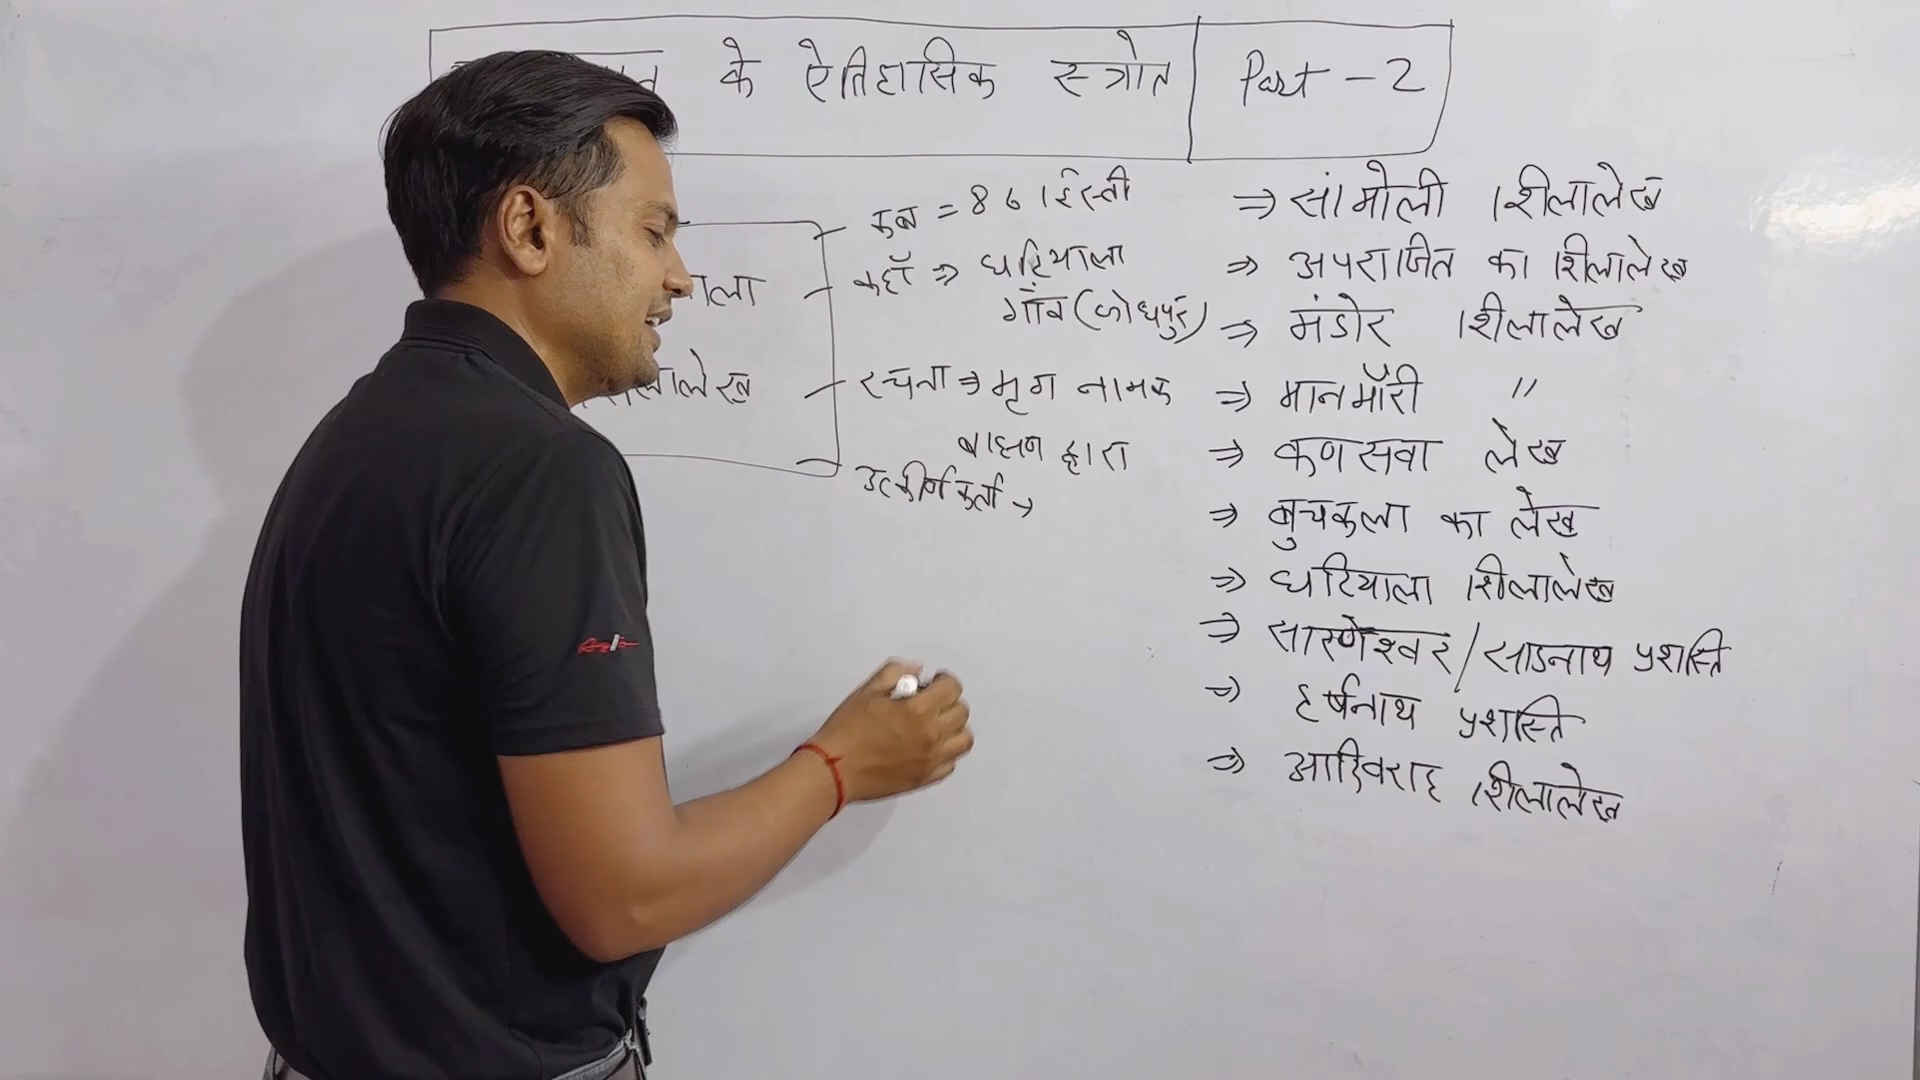 के ऐतिहासिक स्त्रोत Part - 2
कब = 861 ईस्वी
कहाँ ⇒ घटियाला
गाँव (जोधपुर)
रचना ⇒ मृग नामक
ब्राह्मण द्वारा
उत्कीर्णकर्ता →
⇒ सांमोली शिलालेख
⇒ अपराजित का शिलालेख
⇒ मंडोर शिलालेख
⇒ मानमौरी "
⇒ कणसवा लेख
⇒ बुचकला का लेख
⇒ घटियाला शिलालेख
⇒ सारणेश्वर / साडनाथ प्रशस्ति
⇒ हर्षनाथ प्रशस्ति
⇒ आदिवराह शिलालेख